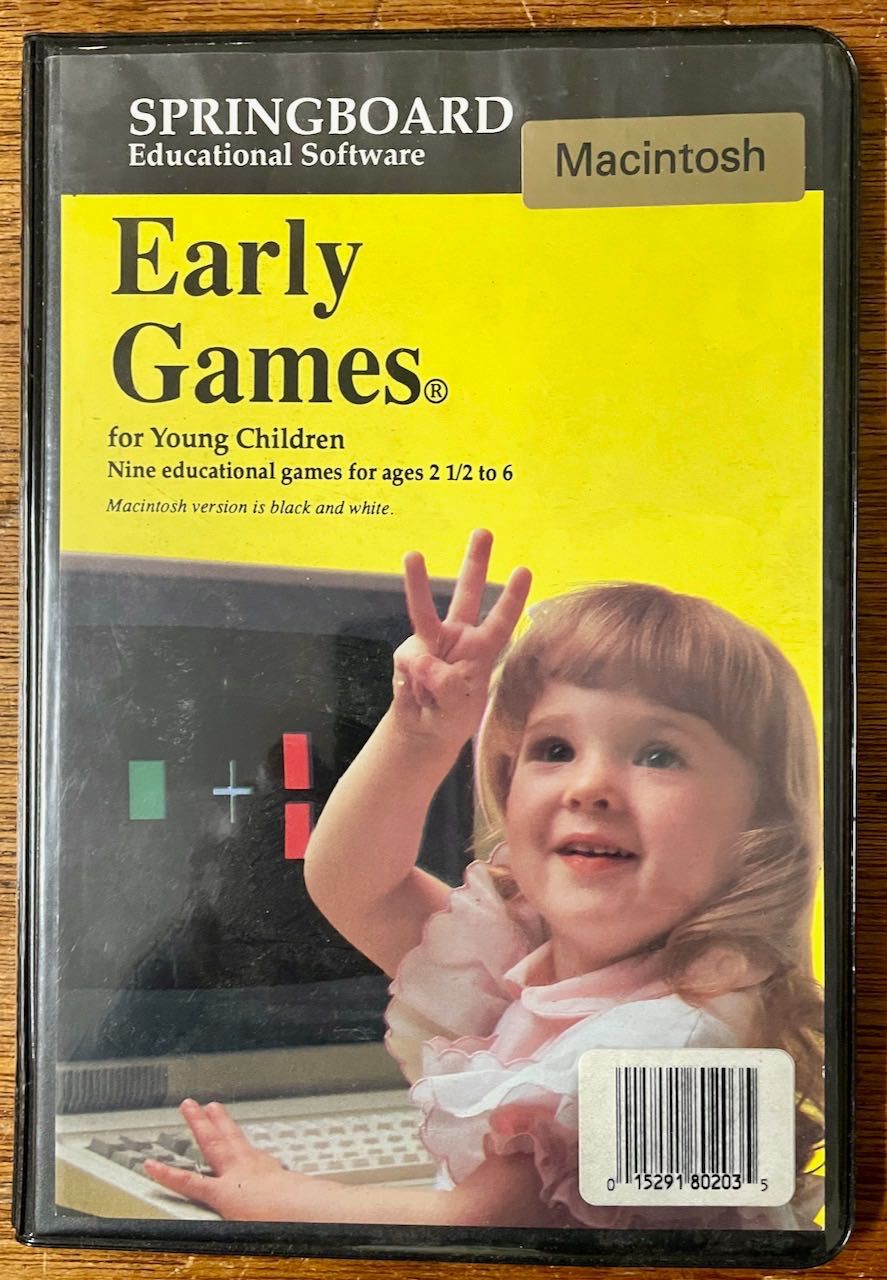 SPRINGBOARD
Educational Software
Macintosh
Early
Games®
for Young Children
Nine educational games for ages 2 1/2 to 6
Macintosh version is black and white.
0 15291 80203 5